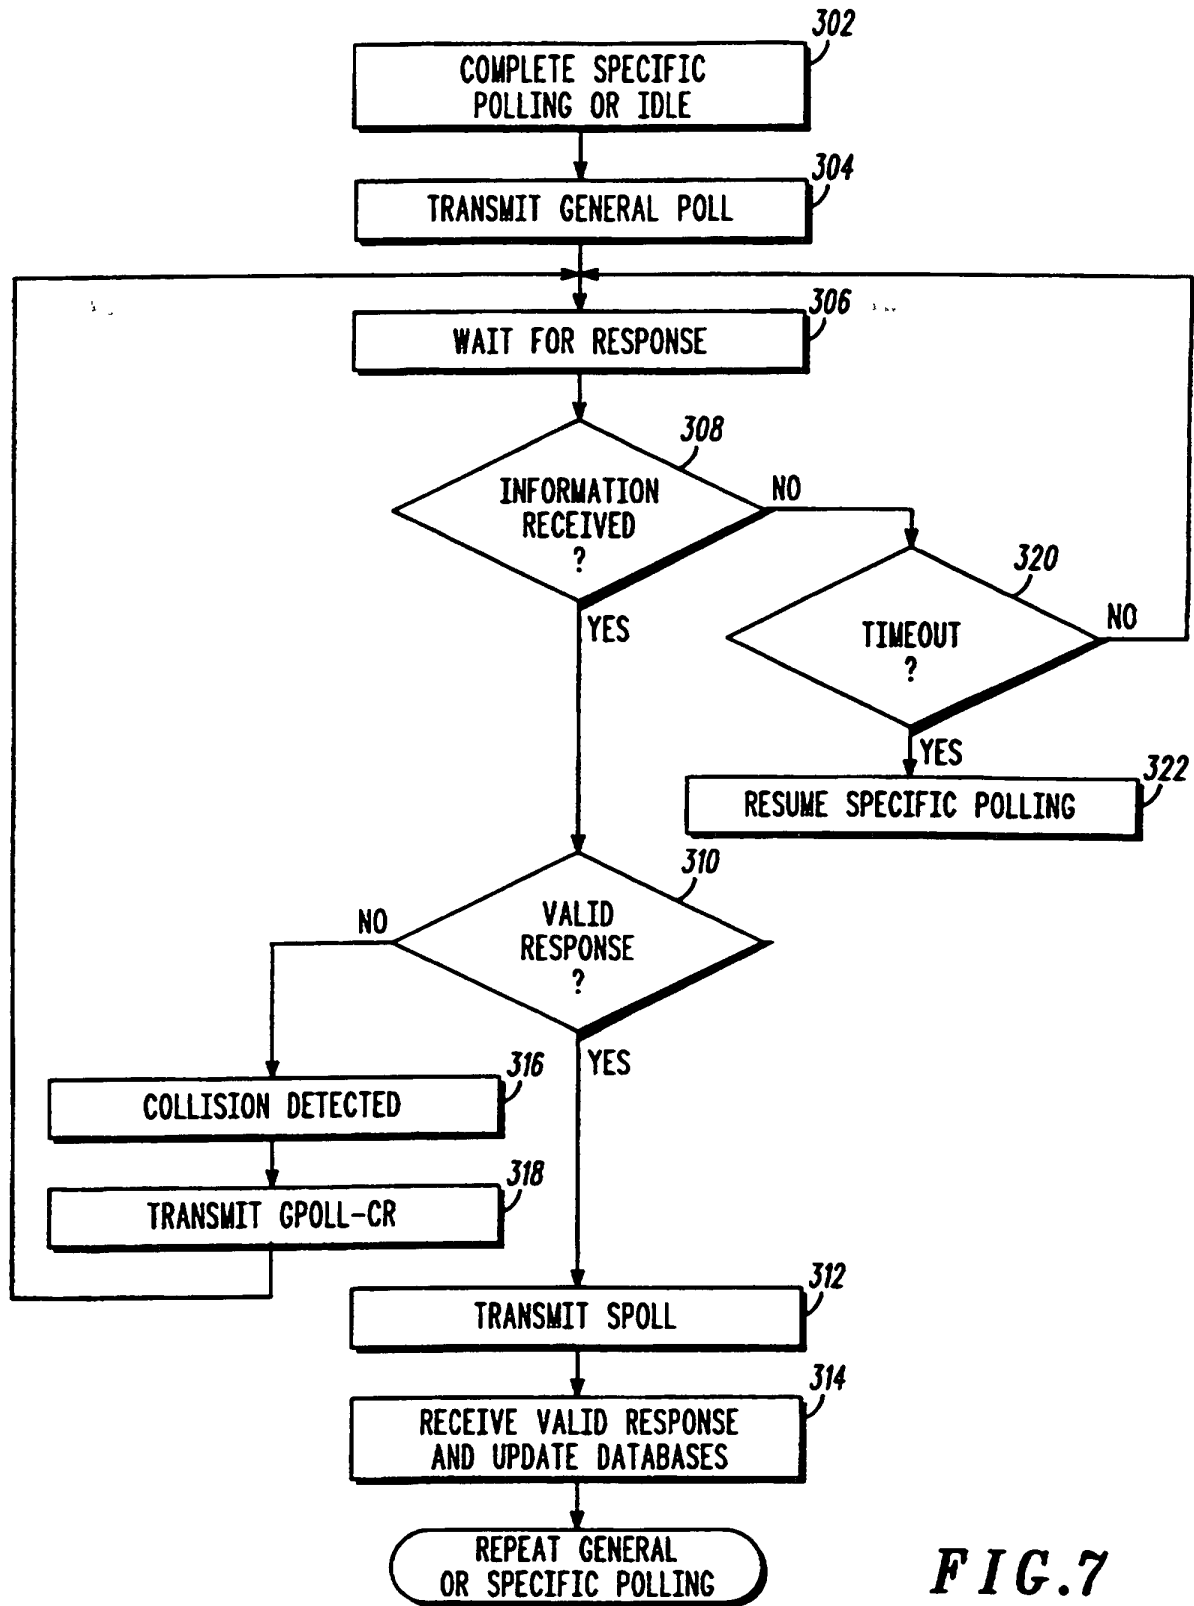 302
COMPLETE SPECIFIC
POLLING OR IDLE
304
TRANSMIT GENERAL POLL
306
WAIT FOR RESPONSE
308
INFORMATION
RECEIVED
?
NO
YES
320
TIMEOUT
?
NO
YES
322
RESUME SPECIFIC POLLING
310
VALID
RESPONSE
?
NO
YES
316
COLLISION DETECTED
318
TRANSMIT GPOLL-CR
312
TRANSMIT SPOLL
314
RECEIVE VALID RESPONSE
AND UPDATE DATABASES
REPEAT GENERAL
OR SPECIFIC POLLING
FIG.7